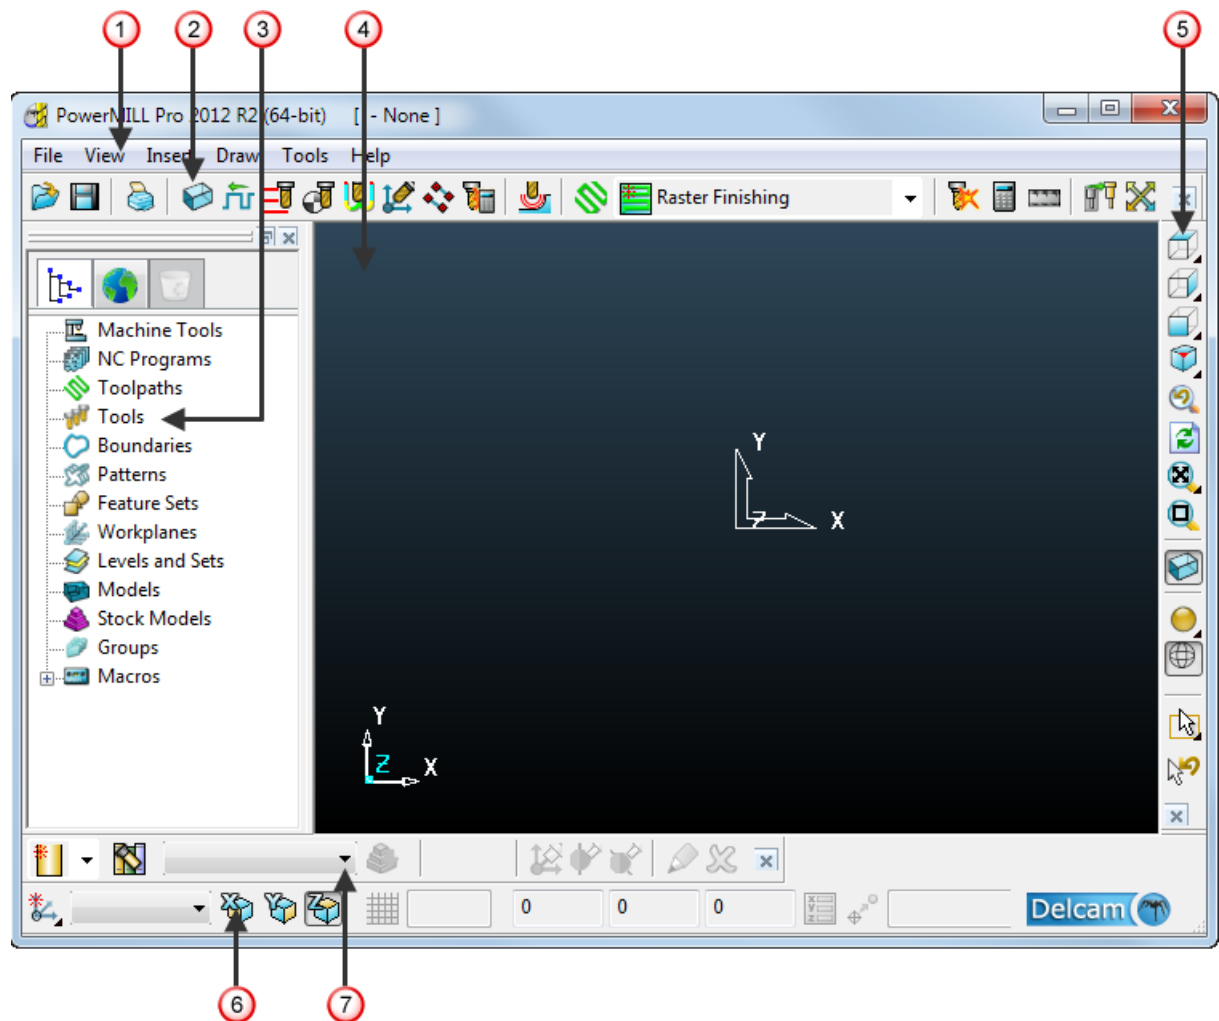 1 2 3 4 5
PowerMILL Pro 2012 R2 (64-bit) [ - None ]
File View Insert Draw Tools Help
Raster Finishing
Machine Tools
NC Programs
Toolpaths
Tools
Boundaries
Patterns
Feature Sets
Workplanes
Levels and Sets
Models
Stock Models
Groups
Macros
Y
Z X
Y
Z X
X Y Z 0 0 0 Delcam
6 7